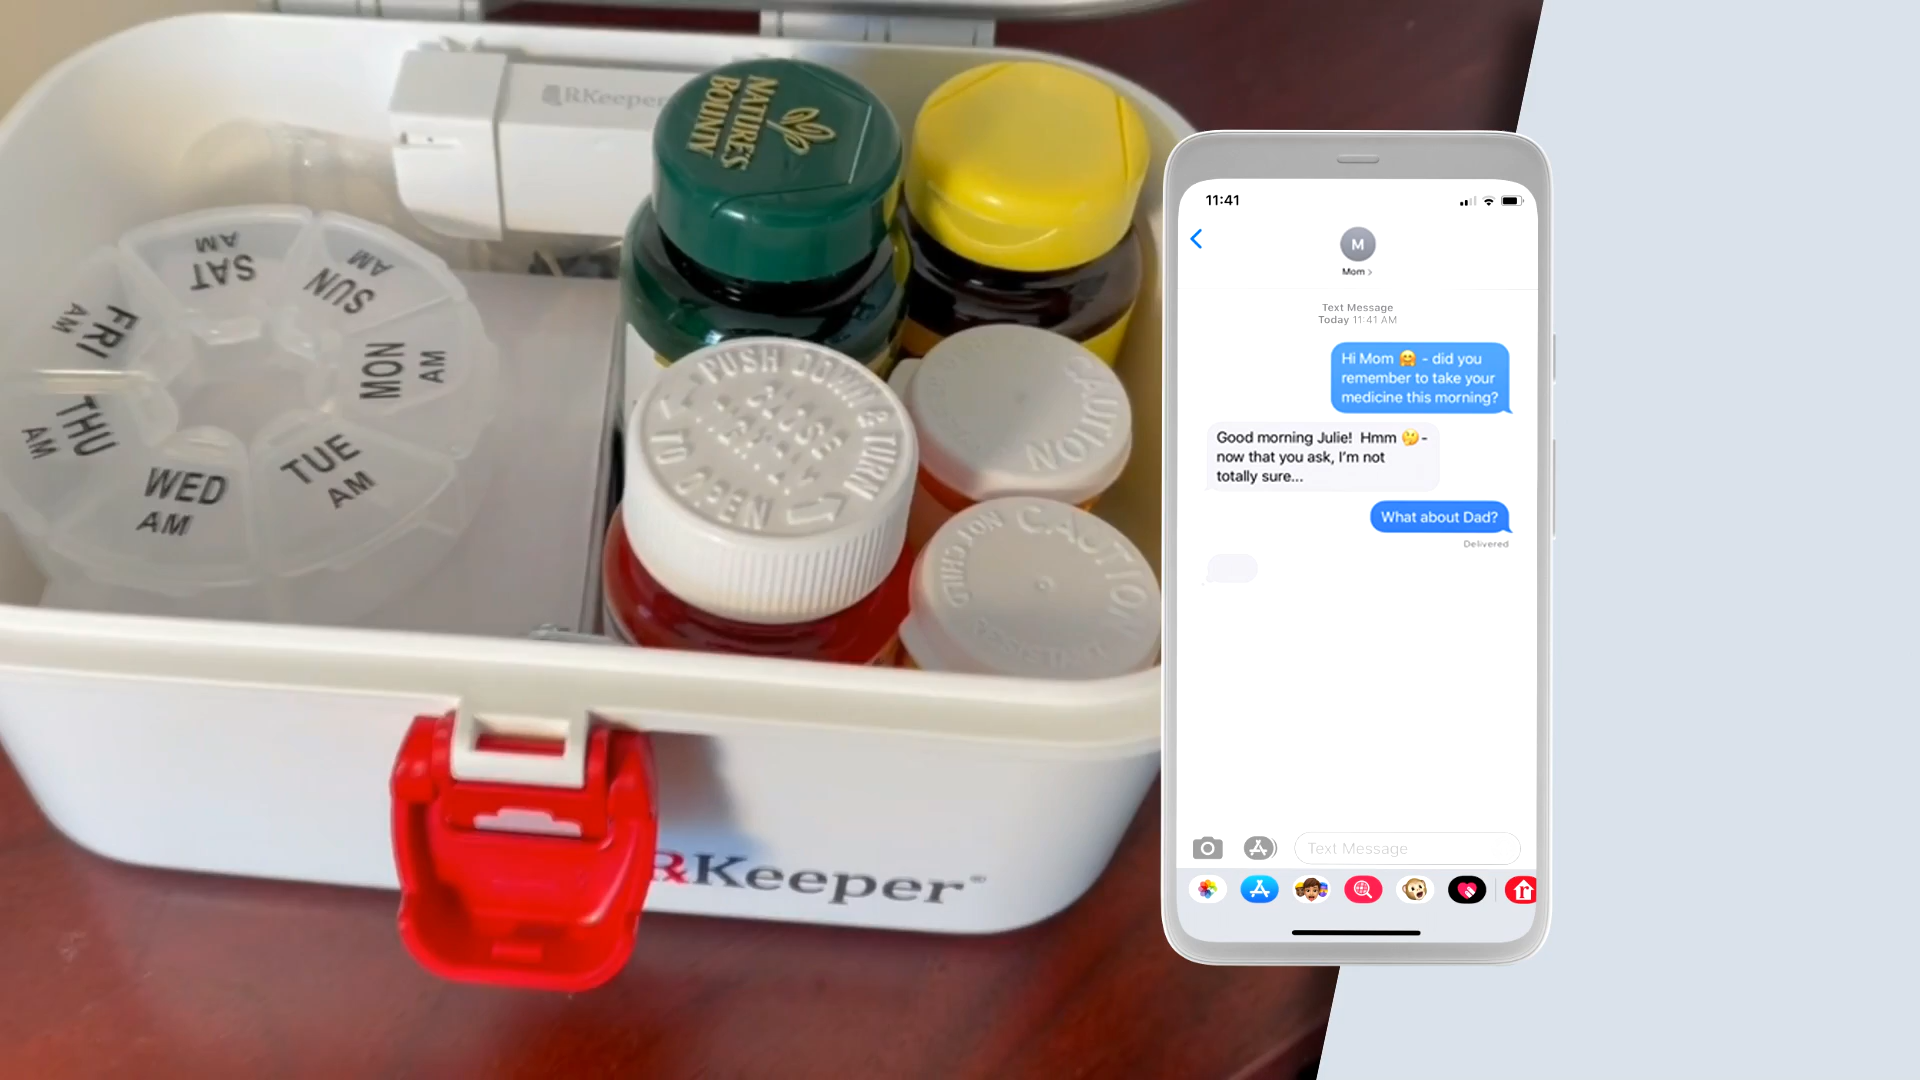 RKeeper
NATURE'S
BOUNTY
SAT
AM
SUN
AM
MON
AM
TUE
AM
WED
AM
THU
AM
FRI
AM
PUSH DOWN & TURN
TO OPEN
CLOSE
CAUTION
CAUTION
CHILD
RESISTANT
RKeeper®
11:41
M
Mom >
Text Message
Today 11:41 AM
Hi Mom 🤗 - did you
remember to take your
medicine this morning?
Good morning Julie! Hmm 🤔 -
now that you ask, I'm not
totally sure...
What about Dad?
Delivered
Text Message